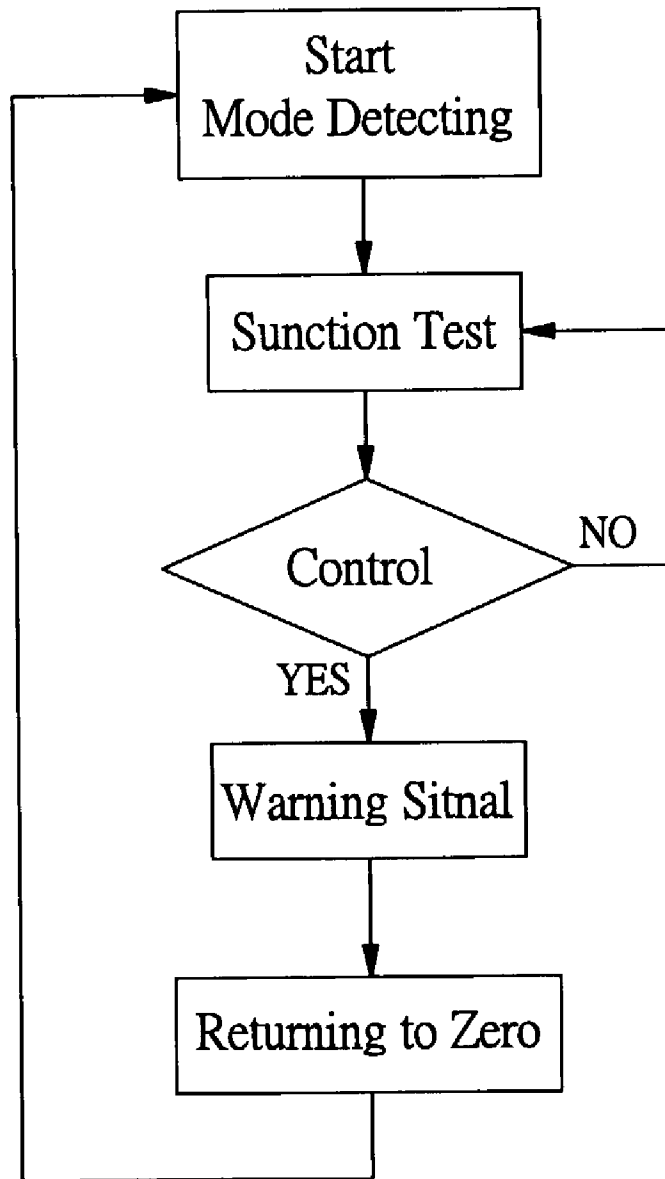 Start
Mode Detecting
Sunction Test
Control
NO
YES
Warning Sitnal
Returning to Zero